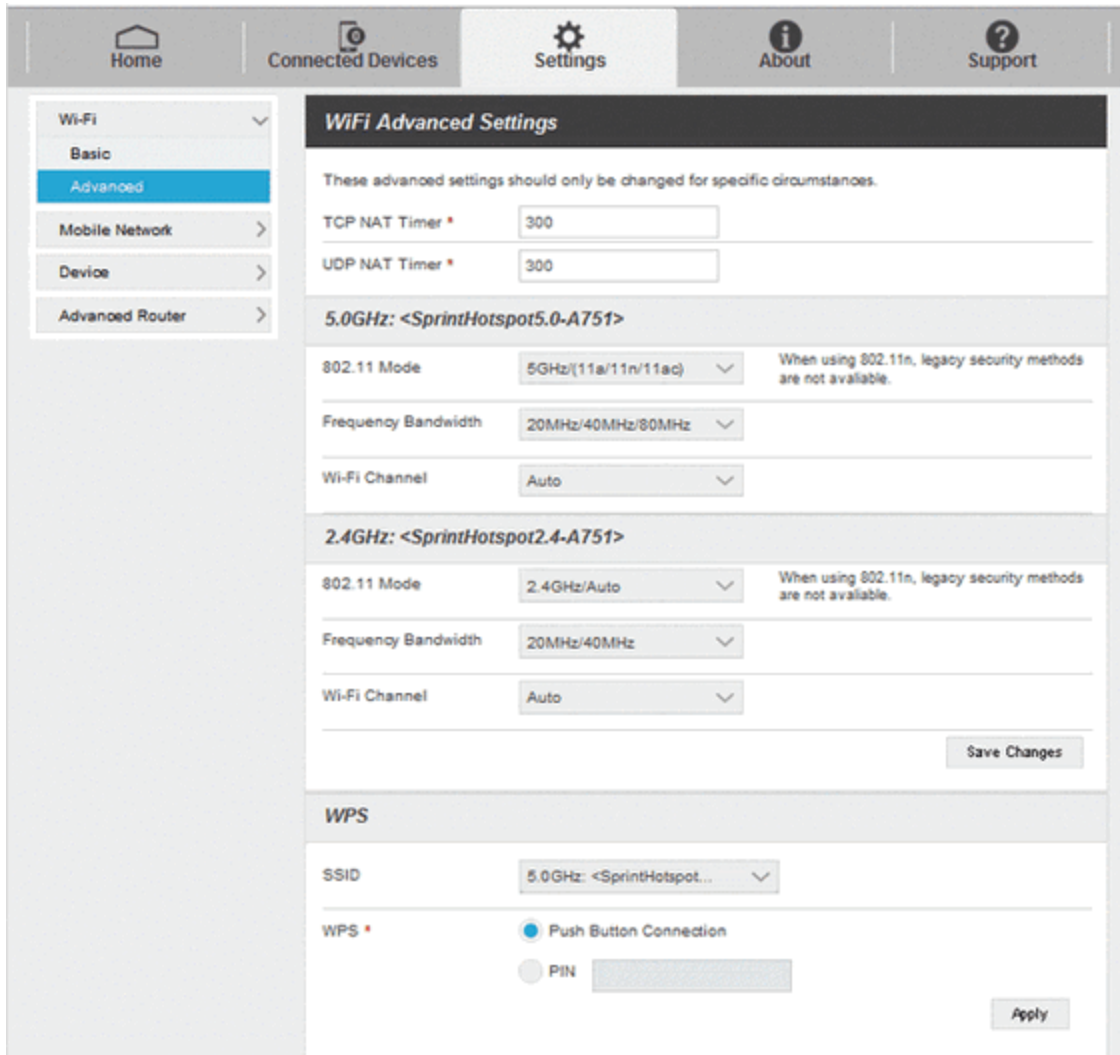 Home
Connected Devices
Settings
About
Support
Wi-Fi
Basic
Advanced
Mobile Network
Device
Advanced Router
WiFi Advanced Settings
These advanced settings should only be changed for specific circumstances.
TCP NAT Timer *
300
UDP NAT Timer *
300
5.0GHz: <SprintHotspot5.0-A751>
802.11 Mode
5GHz/(11a/11n/11ac)
When using 802.11n, legacy security methods
are not avaliable.
Frequency Bandwidth
20MHz/40MHz/80MHz
Wi-Fi Channel
Auto
2.4GHz: <SprintHotspot2.4-A751>
802.11 Mode
2.4GHz/Auto
When using 802.11n, legacy security methods
are not avaliable.
Frequency Bandwidth
20MHz/40MHz
Wi-Fi Channel
Auto
Save Changes
WPS
SSID
5.0GHz: <SprintHotspot...
WPS *
Push Button Connection
PIN
Apply